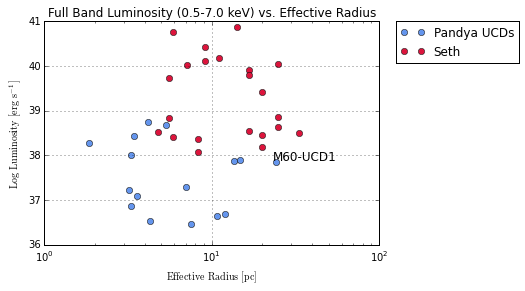 Full Band Luminosity (0.5-7.0 keV) vs. Effective Radius
41
40
39
38
37
36
Log Luminosity [erg s⁻¹]
M60-UCD1
10⁰ 10¹ 10²
Effective Radius [pc]
Pandya UCDs
Seth